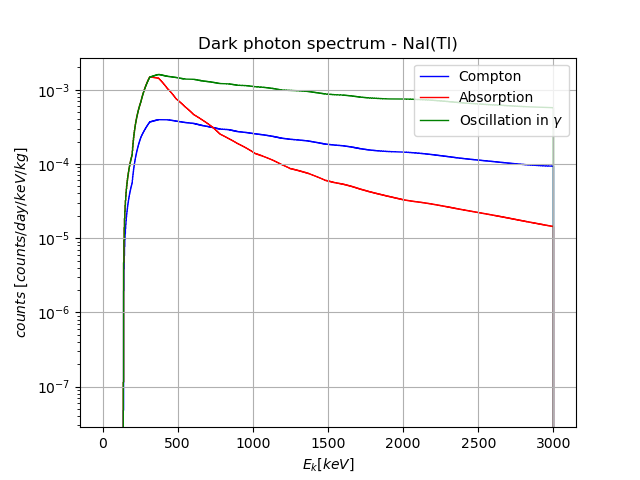 Dark photon spectrum - NaI(Tl)
Compton
Absorption
Oscillation in γ
10⁻³
10⁻⁴
10⁻⁵
10⁻⁶
10⁻⁷
counts [counts/day/keV/kg]
0 500 1000 1500 2000 2500 3000
E_k[keV]